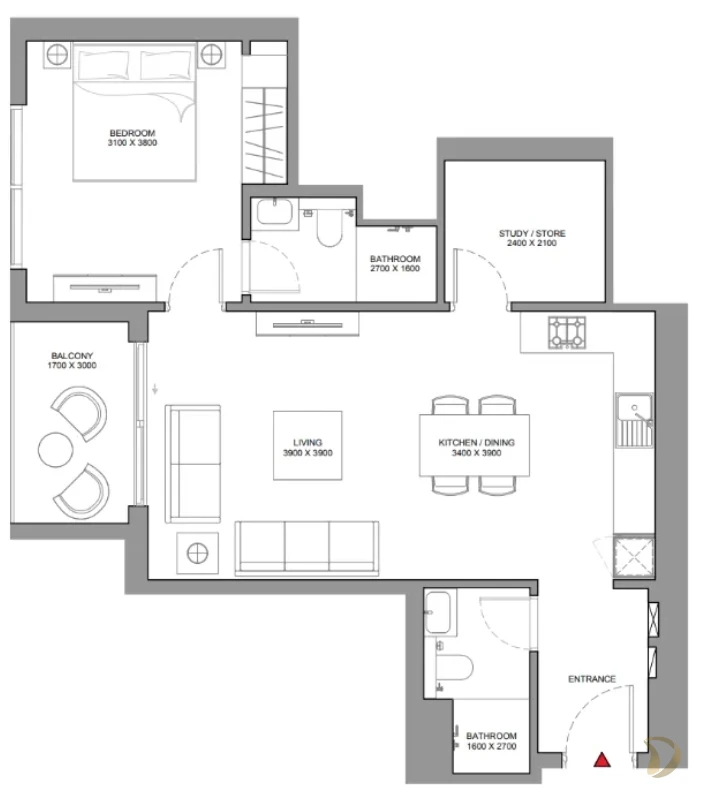 BEDROOM
3100 X 3800
STUDY / STORE
2400 X 2100
BATHROOM
2700 X 1600
BALCONY
1700 X 3000
LIVING
3900 X 3900
KITCHEN / DINING
3400 X 3900
ENTRANCE
BATHROOM
1600 X 2700